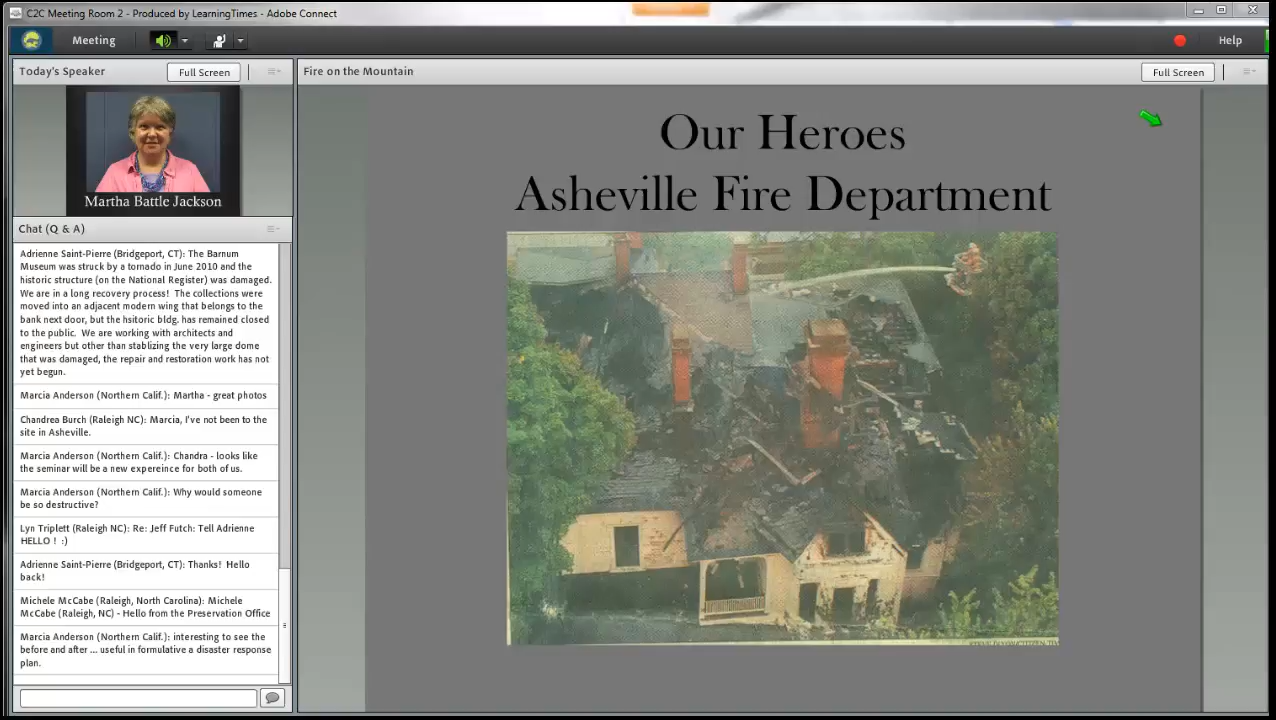 C2C Meeting Room 2 - Produced by LearningTimes - Adobe Connect
Meeting
Help
Today's Speaker
Full Screen
Martha Battle Jackson
Chat (Q & A)
Adrienne Saint-Pierre (Bridgeport, CT): The Barnum
Museum was struck by a tornado in June 2010 and the
historic structure (on the National Register) was damaged.
We are in a long recovery process!  The collections were
moved into an adjacent modern wing that belongs to the
bank next door, but the hsitoric bldg. has remained closed
to the public.  We are working with architects and
engineers but other than stablizing the very large dome
that was damaged, the repair and restoration work has not
yet begun.
Marcia Anderson (Northern Calif.): Martha - great photos
Chandrea Burch (Raleigh NC): Marcia, I've not been to the
site in Asheville.
Marcia Anderson (Northern Calif.): Chandra - looks like
the seminar will be a new expereince for both of us.
Marcia Anderson (Northern Calif.): Why would someone
be so destructive?
Lyn Triplett (Raleigh NC): Re: Jeff Futch: Tell Adrienne
HELLO !  :)
Adrienne Saint-Pierre (Bridgeport, CT): Thanks!  Hello
back!
Michele McCabe (Raleigh, North Carolina): Michele
McCabe (Raleigh, NC) - Hello from the Preservation Office
Marcia Anderson (Northern Calif.): interesting to see the
before and after ... useful in formulative a disaster response
plan.
Fire on the Mountain
Full Screen
Our Heroes
Asheville Fire Department